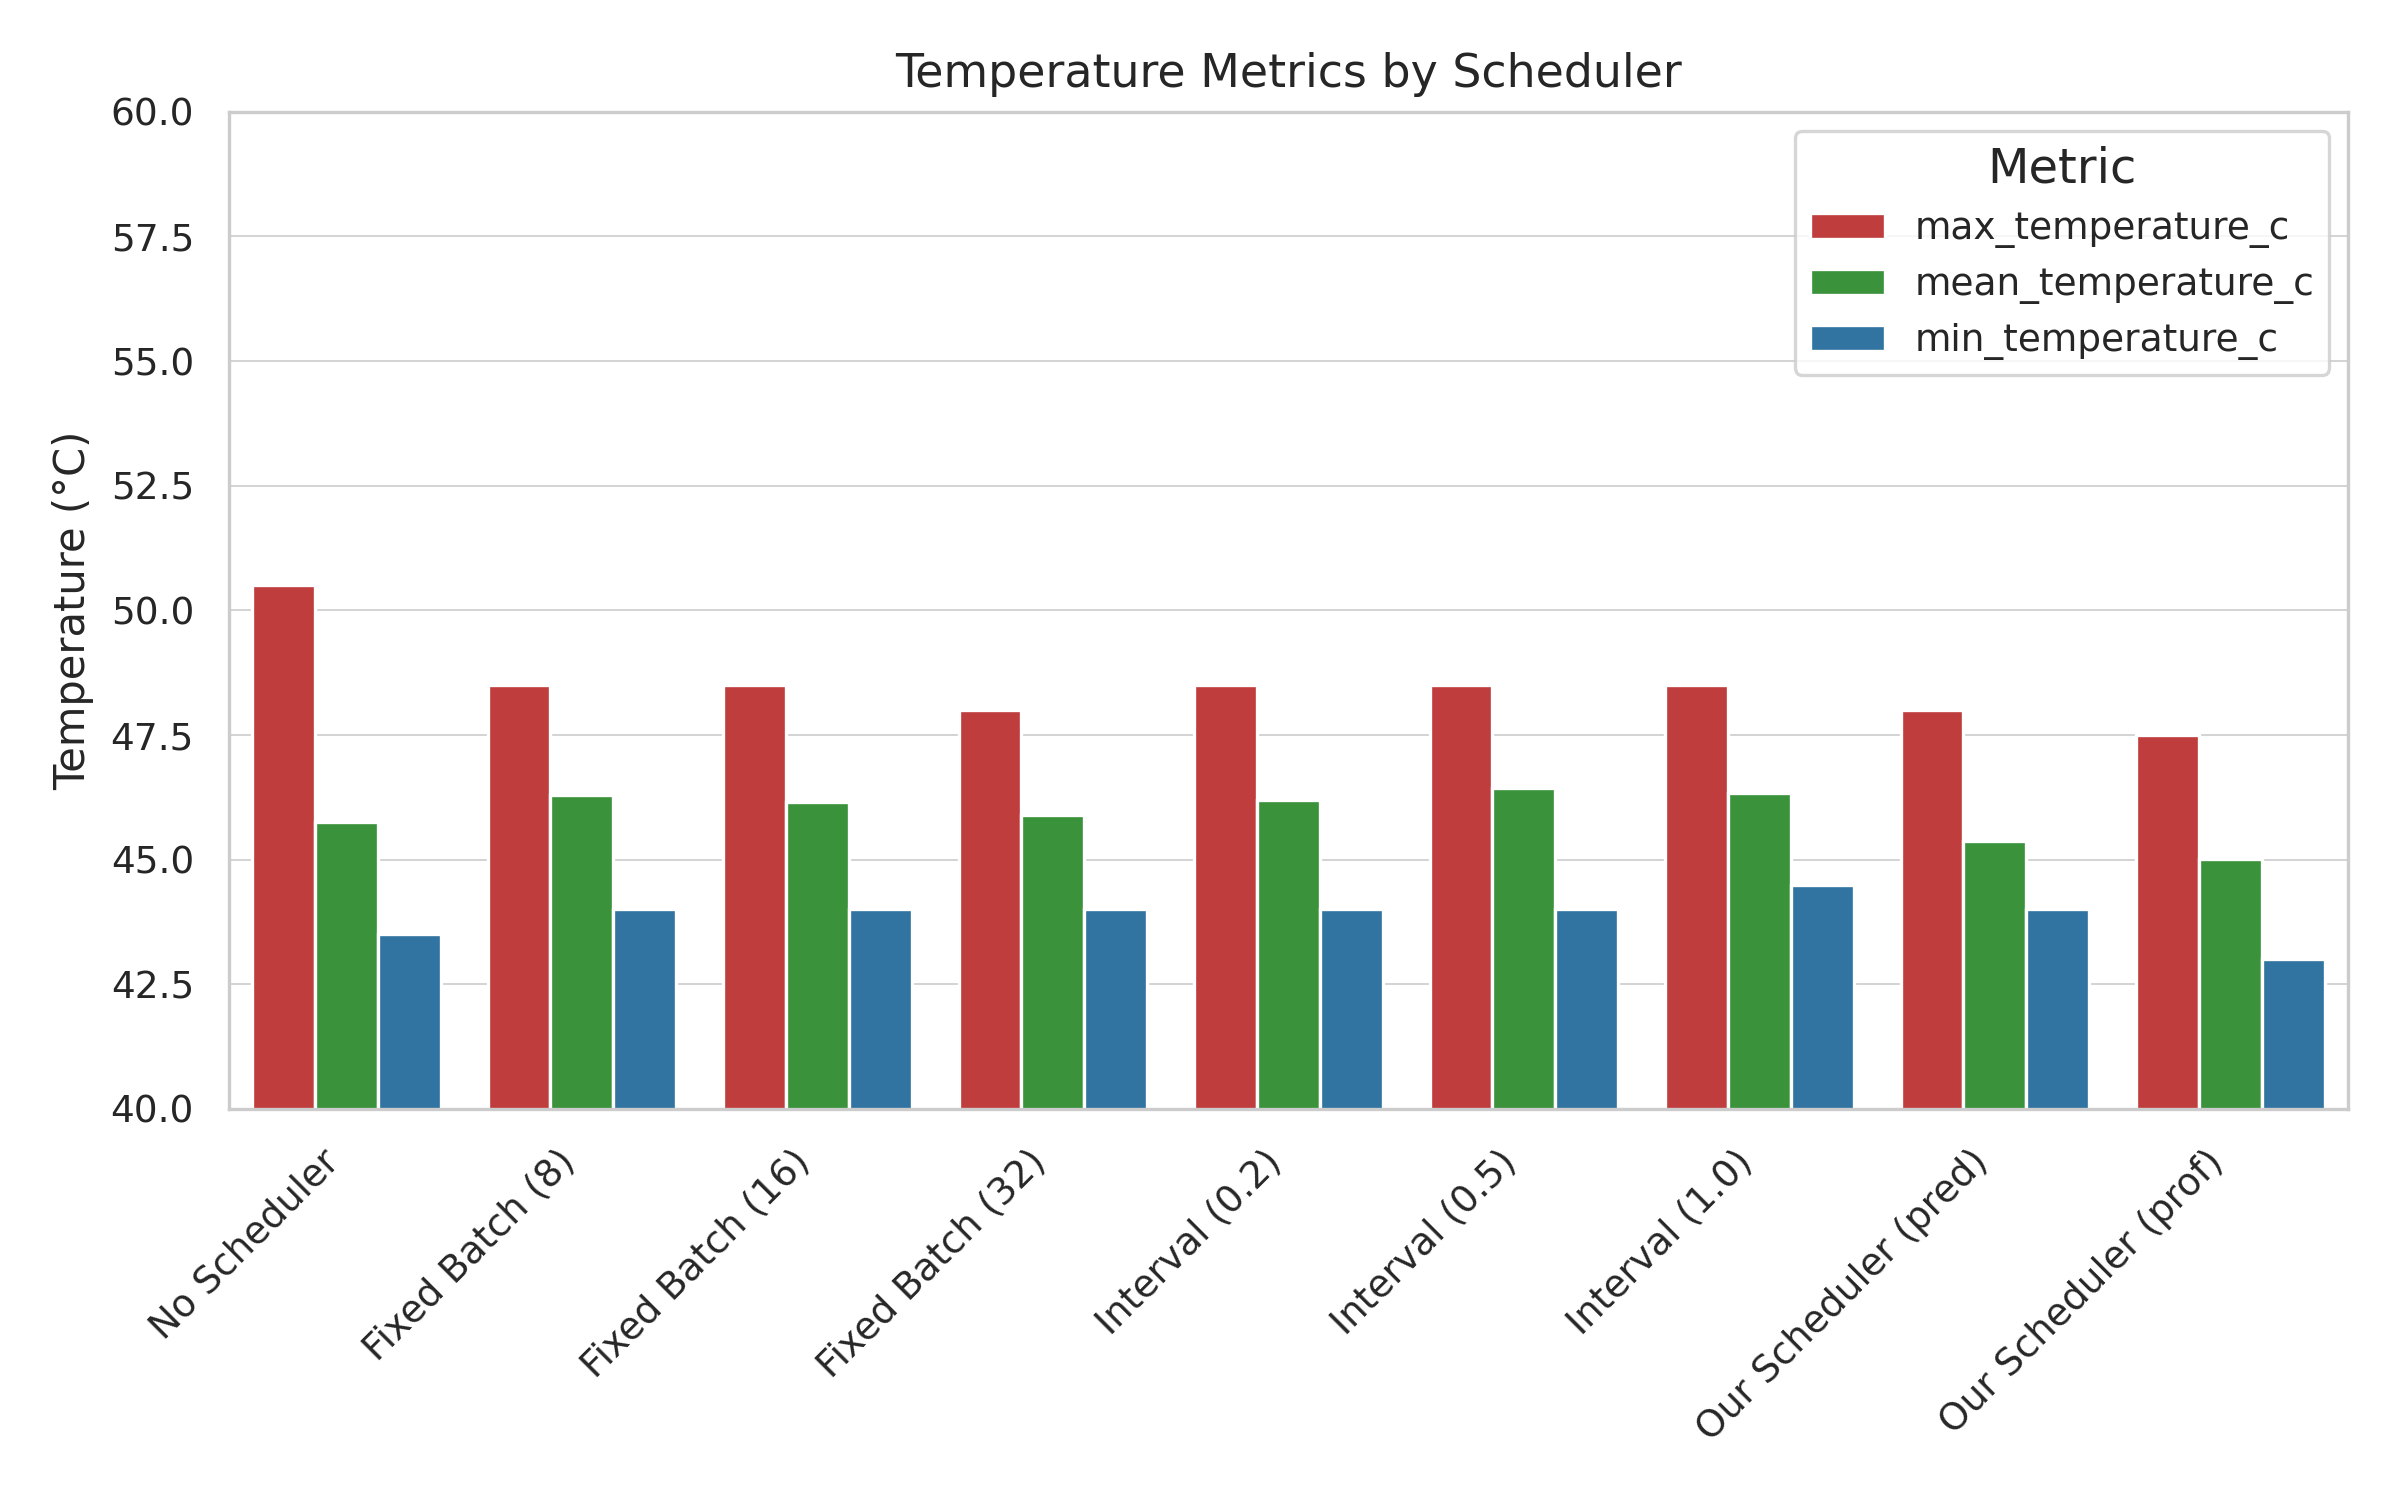 Temperature Metrics by Scheduler
60.0
57.5
55.0
52.5
50.0
47.5
45.0
42.5
40.0
Temperature (°C)
Metric
max_temperature_c
mean_temperature_c
min_temperature_c
No Scheduler
Fixed Batch (8)
Fixed Batch (16)
Fixed Batch (32)
Interval (0.2)
Interval (0.5)
Interval (1.0)
Our Scheduler (pred)
Our Scheduler (prof)